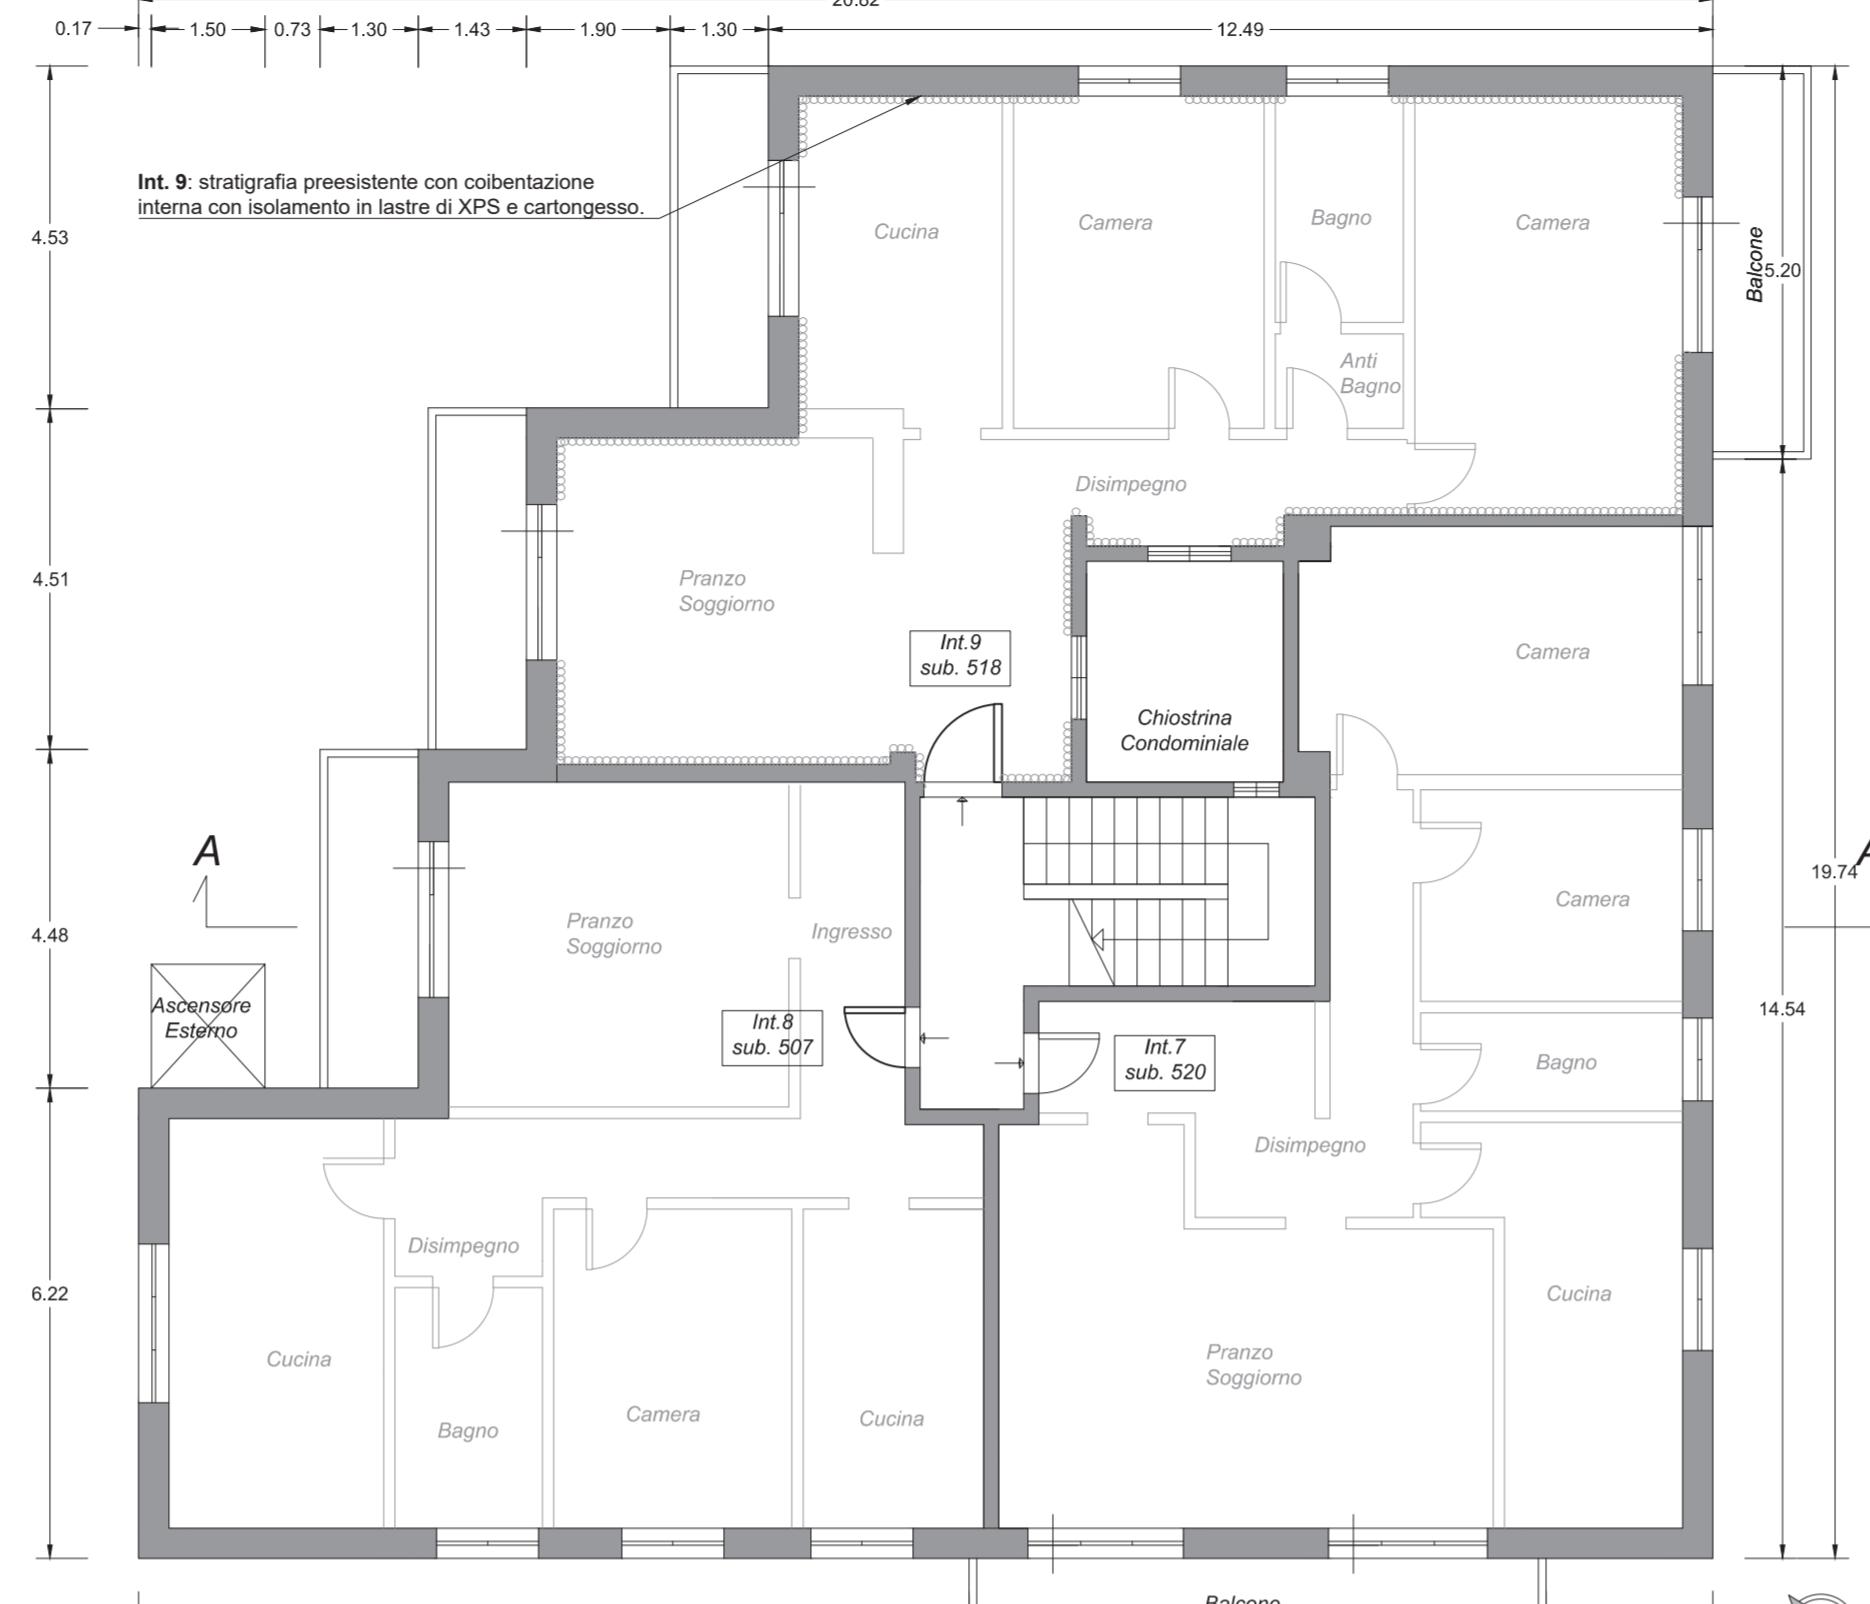 20.82
0.17 1.50 0.73 1.30 1.43 1.90 1.30 12.49
Int. 9: stratigrafia preesistente con coibentazione
interna con isolamento in lastre di XPS e cartongesso.
4.53
Cucina
Camera
Bagno
Camera
Balcone
5.20
Anti
Bagno
Disimpegno
4.51
Pranzo
Soggiorno
Int.9
sub. 518
Camera
Chiostrina
Condominiale
A
A
19.74
4.48
Pranzo
Soggiorno
Ingresso
Camera
Ascensore
Esterno
Int.8
sub. 507
Int.7
sub. 520
14.54
Bagno
Disimpegno
Disimpegno
6.22
Cucina
Cucina
Pranzo
Soggiorno
Bagno
Camera
Cucina
Balcone